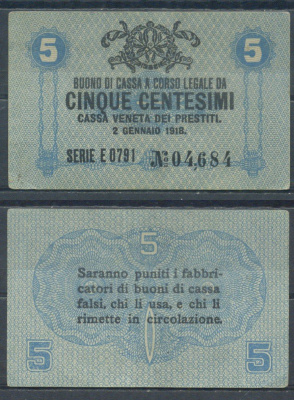 5 5
BUONO DI CASSA A CORSO LEGALE DA
CINQUE CENTESIMI
CASSA VENETA DEI PRESTITI.
2 GENNAIO 1918.
SERIE E 0791 No 04,684
5
Saranno puniti i fabbri-
catori di buoni di cassa
falsi, chi li usa, e chi li
rimette in circolazione.
5 5